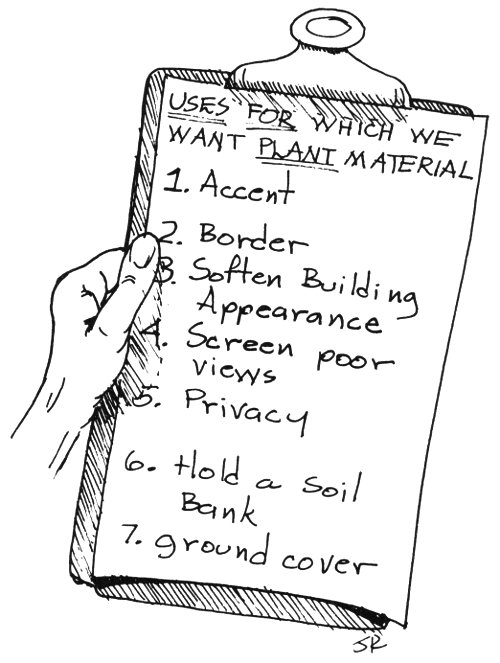 USES FOR WHICH WE
WANT PLANT MATERIAL
1. Accent
2. Border
3. Soften Building
Appearance
4. Screen poor
views
5. Privacy
6. Hold a Soil
Bank
7. ground cover
JR